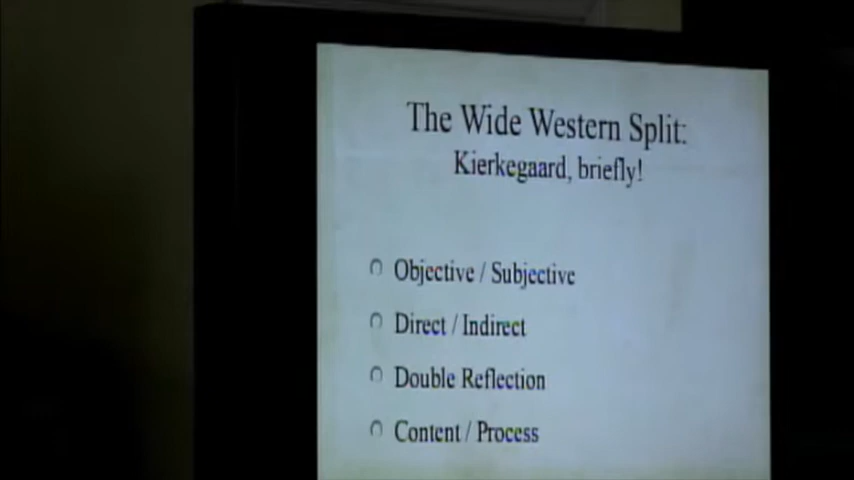 The Wide Western Split:
Kierkegaard, briefly!
Objective / Subjective
Direct / Indirect
Double Reflection
Content / Process